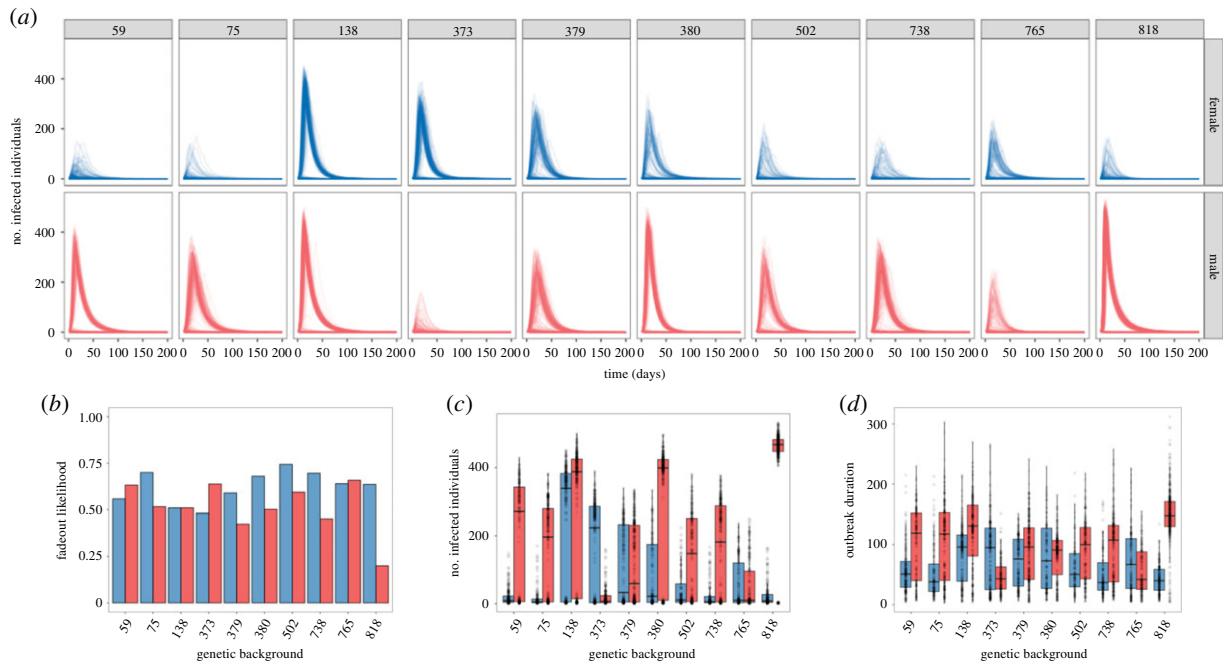 (a)
59 75 138 373 379 380 502 738 765 818
no. infected individuals
400
200
0
female
400
200
0
male
0 50 100 150 200 0 50 100 150 200 0 50 100 150 200 0 50 100 150 200 0 50 100 150 200 0 50 100 150 200 0 50 100 150 200 0 50 100 150 200 0 50 100 150 200 0 50 100 150 200
time (days)
(b)
fadeout likelihood
1.00
0.75
0.50
0.25
0
59 75 138 373 379 380 502 738 765 818
genetic background
(c)
no. infected individuals
400
300
200
100
0
59 75 138 373 379 380 502 738 765 818
genetic background
(d)
outbreak duration
300
200
100
0
59 75 138 373 379 380 502 738 765 818
genetic background